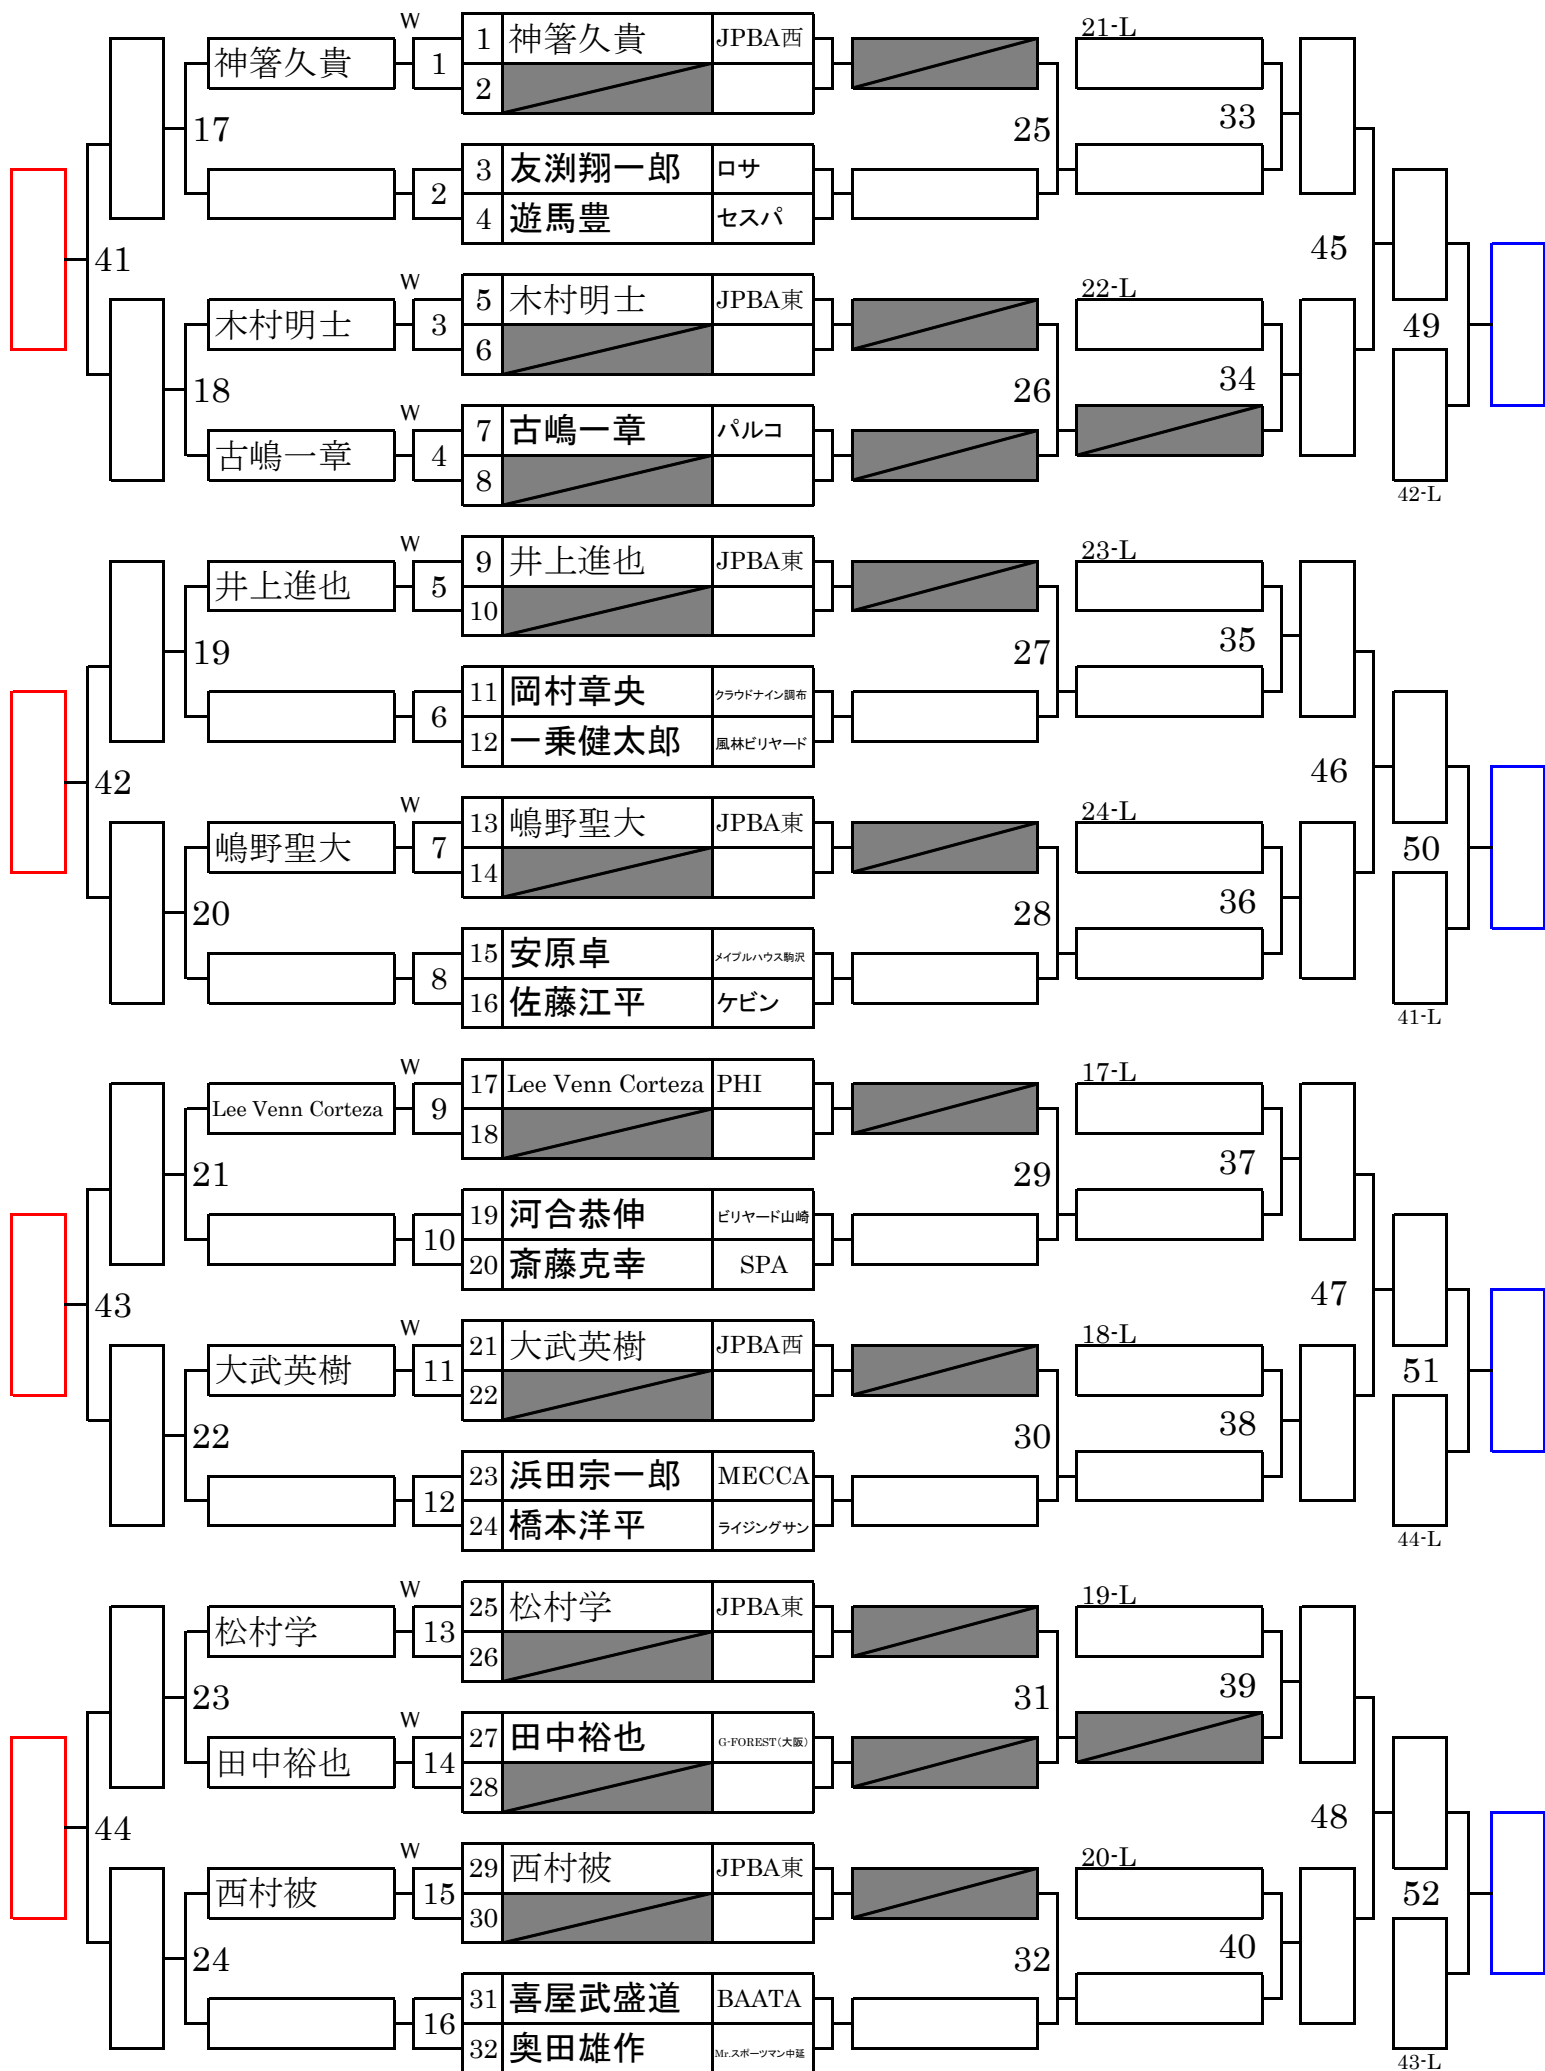 W
1 神箸久貴 JPBA西
21-L
神箸久貴 1
2
17 25 33
3 友渕翔一郎 ロサ
2
4 遊馬豊 セスパ
41 45
W
5 木村明士 JPBA東
22-L
木村明士 3
6
49
18 26 34
W
7 古嶋一章 パルコ
古嶋一章 4
8
42-L
W
9 井上進也 JPBA東
23-L
井上進也 5
10
19 27 35
11 岡村章央 クラウドナイン調布
6
12 一乗健太郎 風林ビリヤード
42 46
W
13 嶋野聖大 JPBA東
24-L
嶋野聖大 7
14
50
20 28 36
15 安原卓 メイプルハウス駒沢
8
16 佐藤江平 ケビン
41-L
W
17 Lee Venn Corteza PHI
17-L
Lee Venn Corteza 9
18
21 29 37
19 河合恭伸 ビリヤード山崎
10
20 斎藤克幸 SPA
43 47
W
21 大武英樹 JPBA西
18-L
大武英樹 11
22
51
22 30 38
23 浜田宗一郎 MECCA
12
24 橋本洋平 ライジングサン
44-L
W
25 松村学 JPBA東
19-L
松村学 13
26
23 31 39
W
27 田中裕也 G-FOREST(大阪)
田中裕也 14
28
44 48
W
29 西村被 JPBA東
20-L
西村被 15
30
52
24 32 40
31 喜屋武盛道 BAATA
16
32 奥田雄作 Mr.スポーツマン中延
43-L